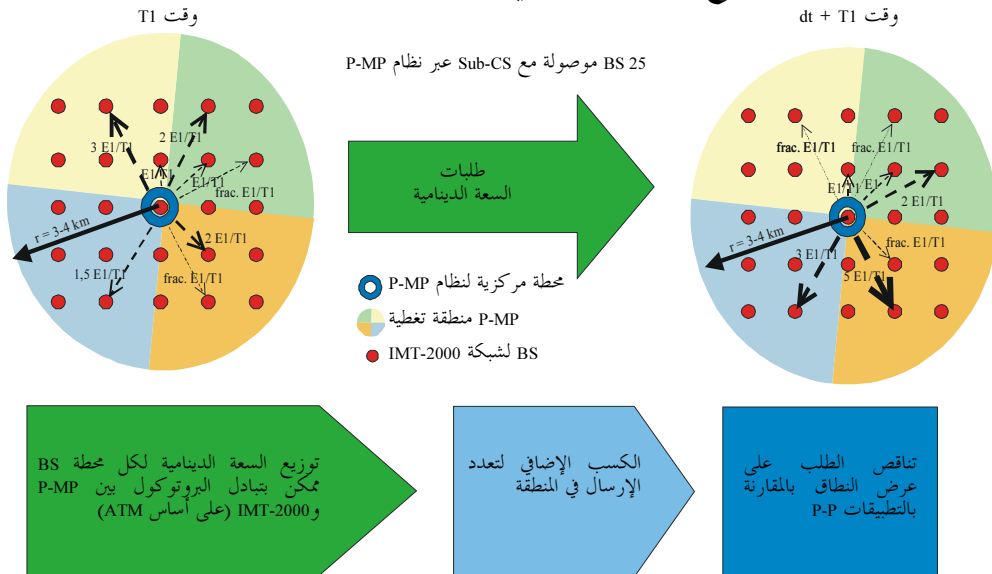 وقت T1
وقت dt + T1
25 BS موصولة مع Sub-CS عبر نظام P-MP
3 E1/T1
2 E1/T1
E1/T1
E1/T1
frac. E1/T1
r = 3-4 km
2 E1/T1
1,5 E1/T1
frac. E1/T1
طلبات
السعة الدينامية
frac. E1/T1
frac. E1/T1
E1/T1
E1
2 E1/T1
r = 3-4 km
frac. E1/T1
3 E1/T1
5 E1/T1
محطة مركزية لنظام P-MP
P-MP منطقة تغطية
BS لشبكة IMT-2000
توزيع السعة الدينامية لكل محطة BS
ممكن بتبادل البروتوكول بين P-MP
وIMT-2000 (على أساس ATM)
الكسب الإضافي لتعدد
الإرسال في المنطقة
تناقص الطلب على
عرض النطاق بالمقارنة
بالتطبيقات P-P